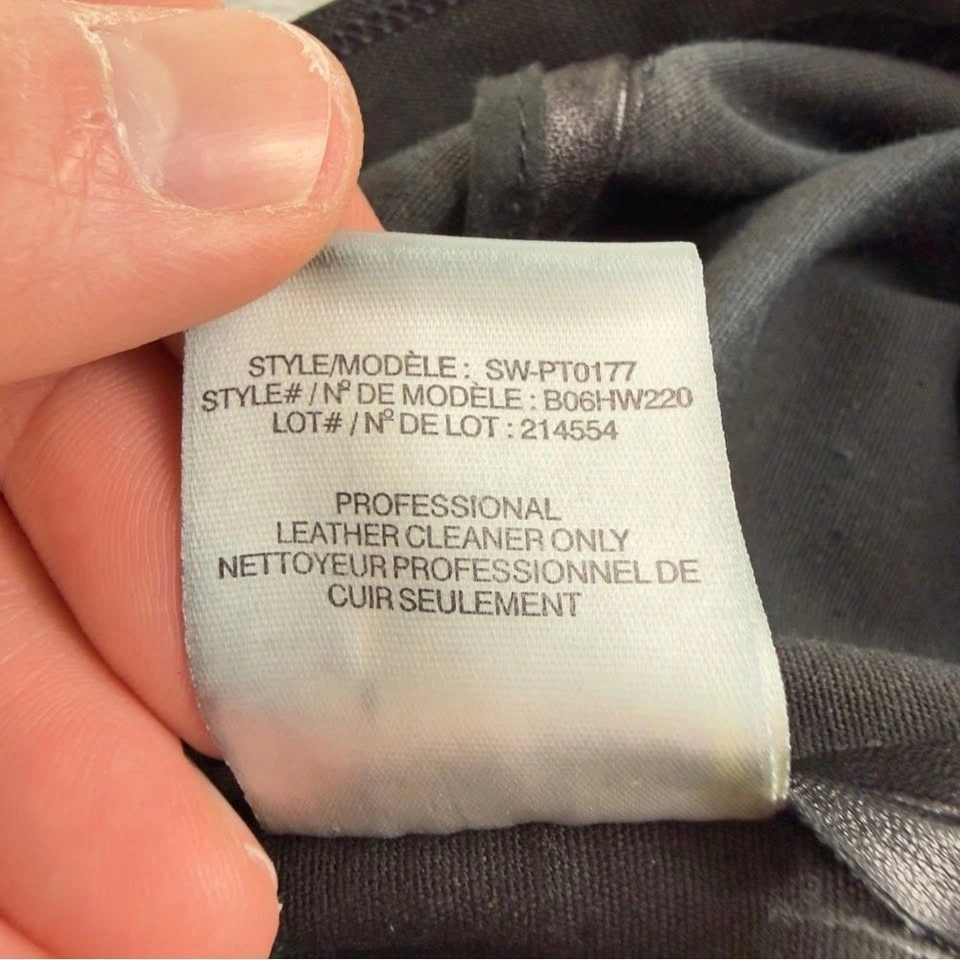 STYLE/MODÈLE : SW-PT0177
STYLE# / Nº DE MODÈLE : B06HW220
LOT# / Nº DE LOT : 214554
PROFESSIONAL
LEATHER CLEANER ONLY
NETTOYEUR PROFESSIONNEL DE
CUIR SEULEMENT